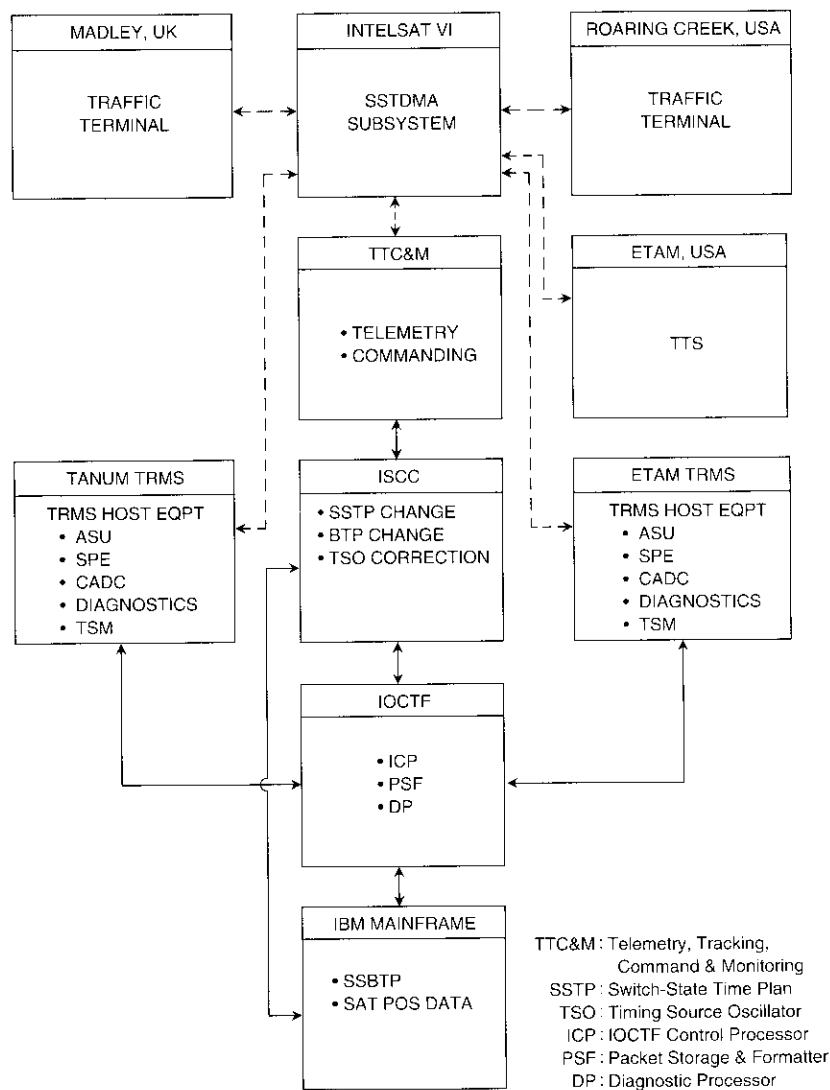 MADLEY, UK
TRAFFIC
TERMINAL
INTELSAT VI
SSTDMA
SUBSYSTEM
ROARING CREEK, USA
TRAFFIC
TERMINAL
TTC&M
• TELEMETRY
• COMMANDING
ETAM, USA
TTS
TANUM TRMS
TRMS HOST EQPT
• ASU
• SPE
• CADC
• DIAGNOSTICS
• TSM
ISCC
• SSTP CHANGE
• BTP CHANGE
• TSO CORRECTION
ETAM TRMS
TRMS HOST EQPT
• ASU
• SPE
• CADC
• DIAGNOSTICS
• TSM
IOCTF
• ICP
• PSF
• DP
IBM MAINFRAME
• SSBTP
• SAT POS DATA
TTC&M : Telemetry, Tracking,
Command & Monitoring
SSTP : Switch-State Time Plan
TSO : Timing Source Oscillator
ICP : IOCTF Control Processor
PSF : Packet Storage & Formatter
DP : Diagnostic Processor